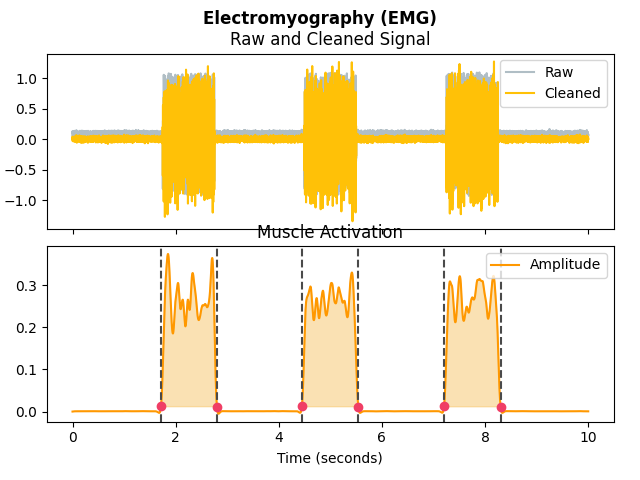 Electromyography (EMG)
Raw and Cleaned Signal
1.0
0.5
0.0
−0.5
−1.0
Raw
Cleaned
Muscle Activation
0.3
0.2
0.1
0.0
Amplitude
0 2 4 6 8 10
Time (seconds)